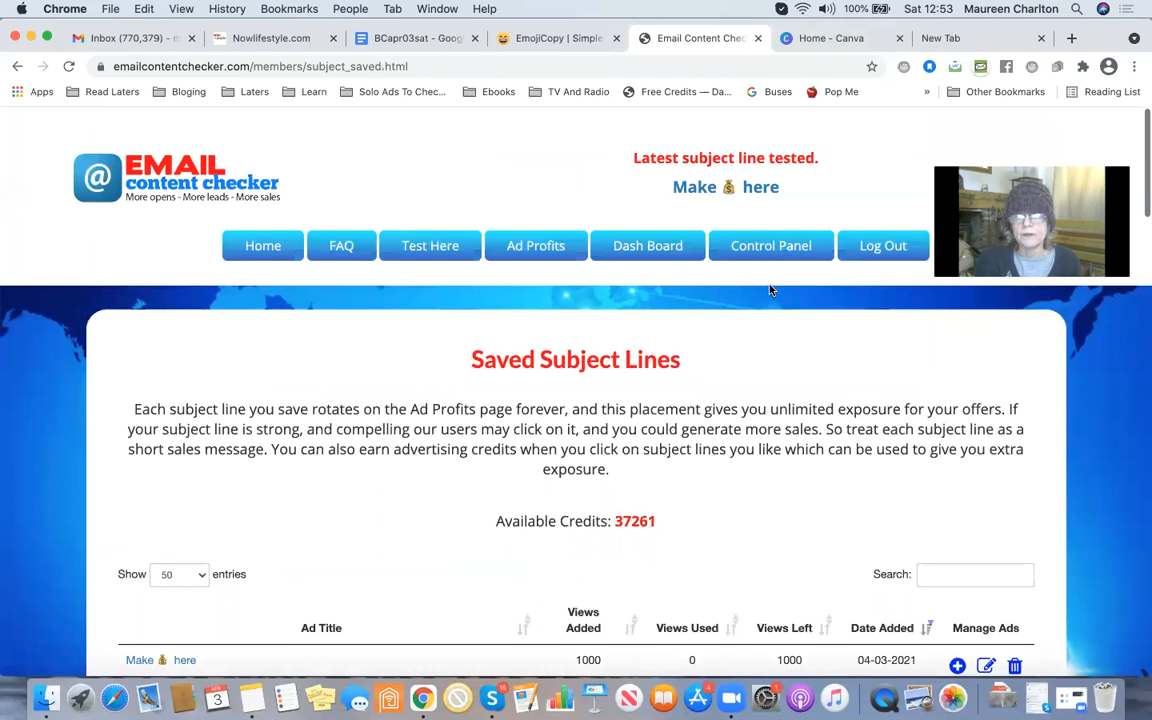 Chrome File Edit View History Bookmarks People Tab Window Help 100% Sat 12:53 Maureen Charlton
Inbox (770,379) – m × Nowlifestyle.com × BCapr03sat - Goog × EmojiCopy | Simple × Email Content Chec × Home - Canva × New Tab × +
emailcontentchecker.com/members/subject_saved.html
Apps Read Laters Bloging Laters Learn Solo Ads To Chec... Ebooks TV And Radio Free Credits — Da... Buses Pop Me » Other Bookmarks Reading List
@ EMAIL
content checker
More opens - More leads - More sales
Latest subject line tested.
Make 💰 here
Home FAQ Test Here Ad Profits Dash Board Control Panel Log Out
Saved Subject Lines
Each subject line you save rotates on the Ad Profits page forever, and this placement gives you unlimited exposure for your offers. If
your subject line is strong, and compelling our users may click on it, and you could generate more sales. So treat each subject line as a
short sales message. You can also earn advertising credits when you click on subject lines you like which can be used to give you extra
exposure.
Available Credits: 37261
Show 50 entries Search:
Ad Title Views Added Views Used Views Left Date Added Manage Ads
Make 💰 here 1000 0 1000 04-03-2021